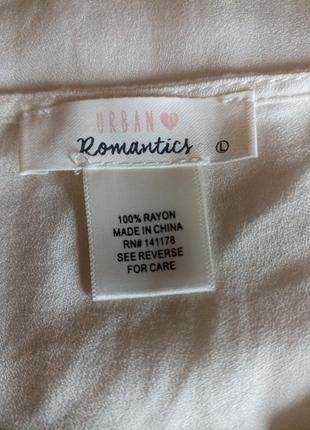 URBAN
Romantics L
100% RAYON
MADE IN CHINA
RN# 141178
SEE REVERSE
FOR CARE